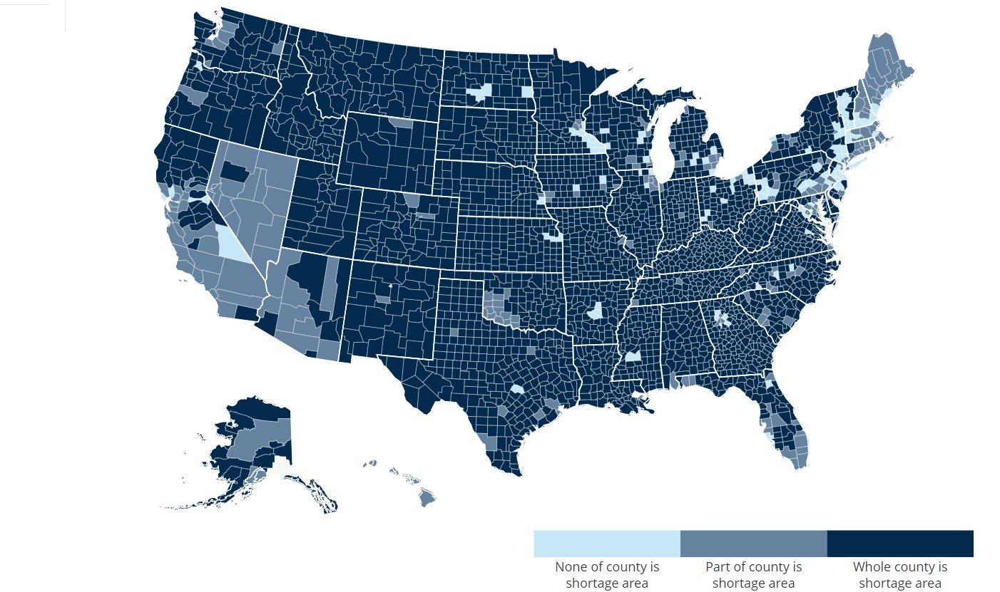 None of county is
shortage area
Part of county is
shortage area
Whole county is
shortage area